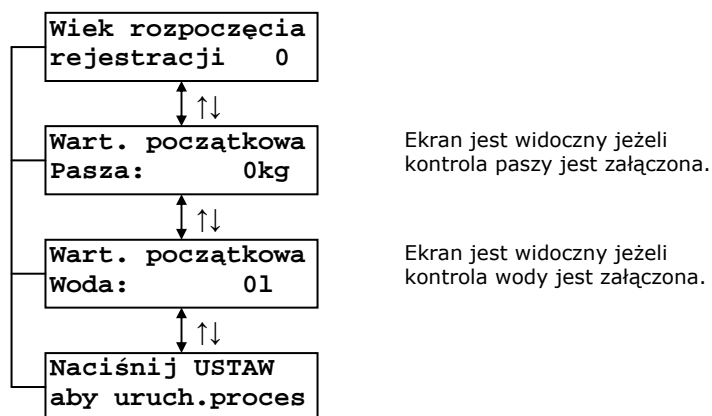 Wiek rozpoczęcia
rejestracji 0
↑↓
Wart. początkowa
Pasza: 0kg
Ekran jest widoczny jeżeli
kontrola paszy jest załączona.
↑↓
Wart. początkowa
Woda: 0l
Ekran jest widoczny jeżeli
kontrola wody jest załączona.
↑↓
Naciśnij USTAW
aby uruch.proces